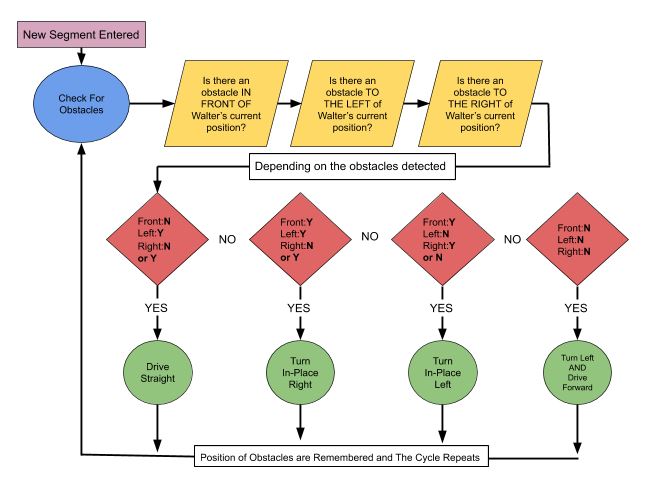 New Segment Entered
Check For
Obstacles
Is there an
obstacle IN
FRONT OF
Walter's current
position?
Is there an
obstacle TO
THE LEFT of
Walter's current
position?
Is there an
obstacle TO
THE RIGHT of
Walter's current
position?
Depending on the obstacles detected
Front:N
Left:Y
Right:N
or Y
NO
Front:Y
Left:Y
Right:N
or Y
NO
Front:Y
Left:N
Right:Y
or N
NO
Front:N
Left:N
Right:N
YES
YES
YES
YES
Drive
Straight
Turn
In-Place
Right
Turn
In-Place
Left
Turn Left
AND
Drive
Forward
Position of Obstacles are Remembered and The Cycle Repeats